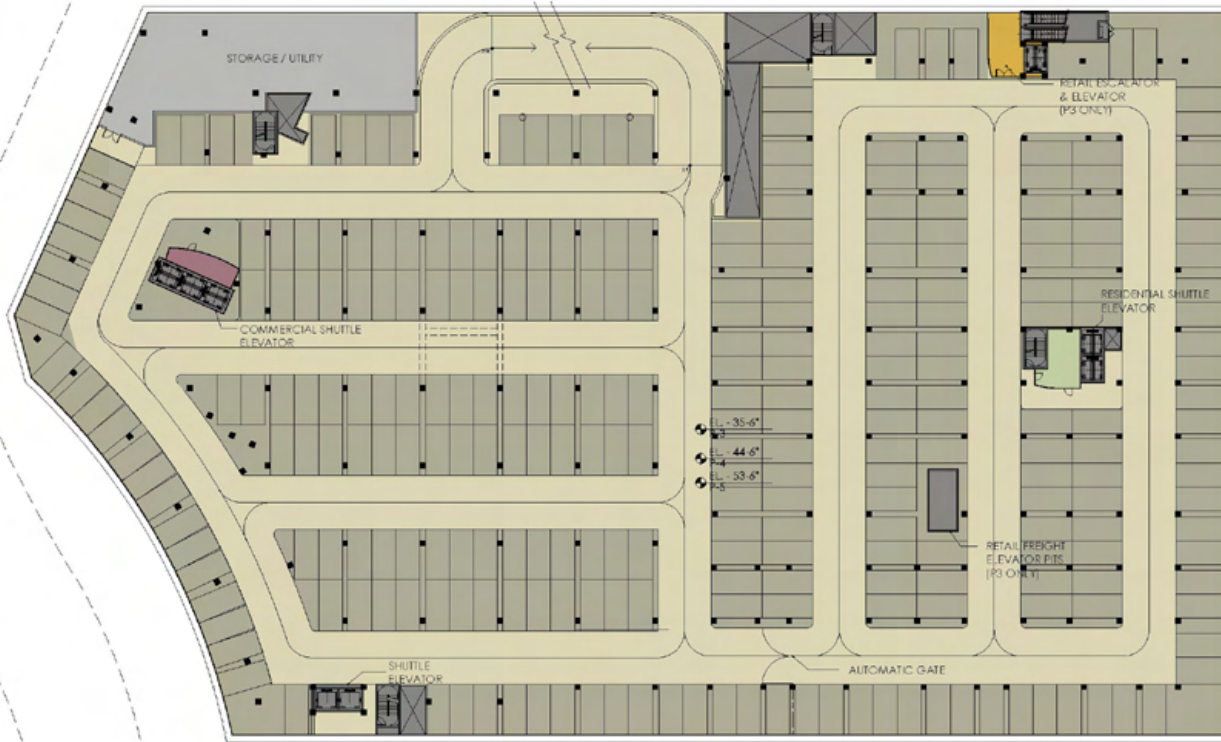 STORAGE / UTILITY
RETAIL ESCALATOR
& ELEVATOR
(P3 ONLY)
RESIDENTIAL SHUTTLE
ELEVATOR
COMMERCIAL SHUTTLE
ELEVATOR
EL. - 35-6"
P-3
EL. - 44-6"
P-4
EL. - 53-6"
P-5
RETAIL FREIGHT
ELEVATOR PITS
(P3 ONLY)
SHUTTLE
ELEVATOR
AUTOMATIC GATE